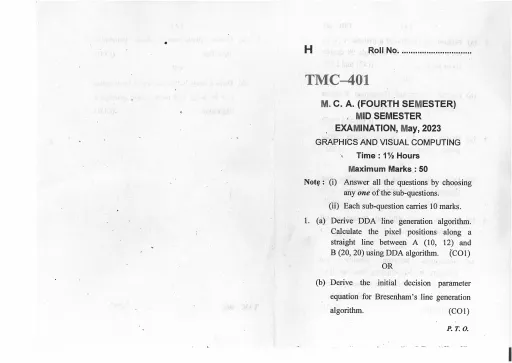 H Roll No. ..............................
TMC–401
M. C. A. (FOURTH SEMESTER)
MID SEMESTER
EXAMINATION, May, 2023
GRAPHICS AND VISUAL COMPUTING
Time : 1½ Hours
Maximum Marks : 50
Note : (i) Answer all the questions by choosing
any one of the sub-questions.
(ii) Each sub-question carries 10 marks.
1. (a) Derive DDA line generation algorithm.
Calculate the pixel positions along a
straight line between A (10, 12) and
B (20, 20) using DDA algorithm. (CO1)
OR
(b) Derive the initial decision parameter
equation for Bresenham's line generation
algorithm. (CO1)
P. T. O.